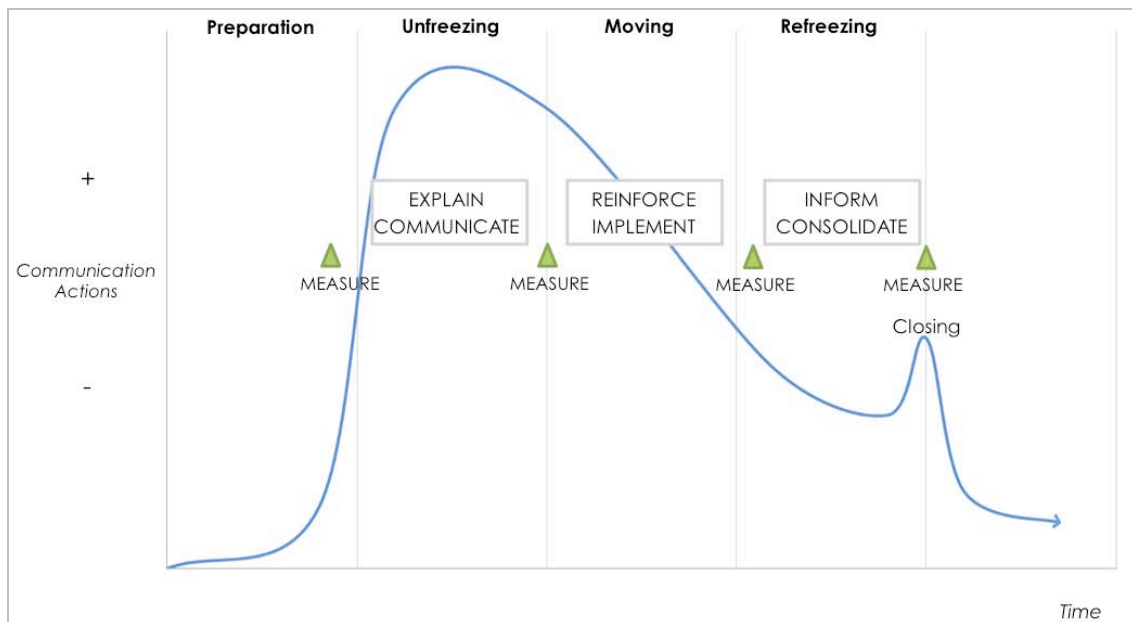 Preparation
Unfreezing
Moving
Refreezing
+
EXPLAIN
COMMUNICATE
REINFORCE
IMPLEMENT
INFORM
CONSOLIDATE
Communication
Actions
MEASURE
MEASURE
MEASURE
MEASURE
Closing
-
Time